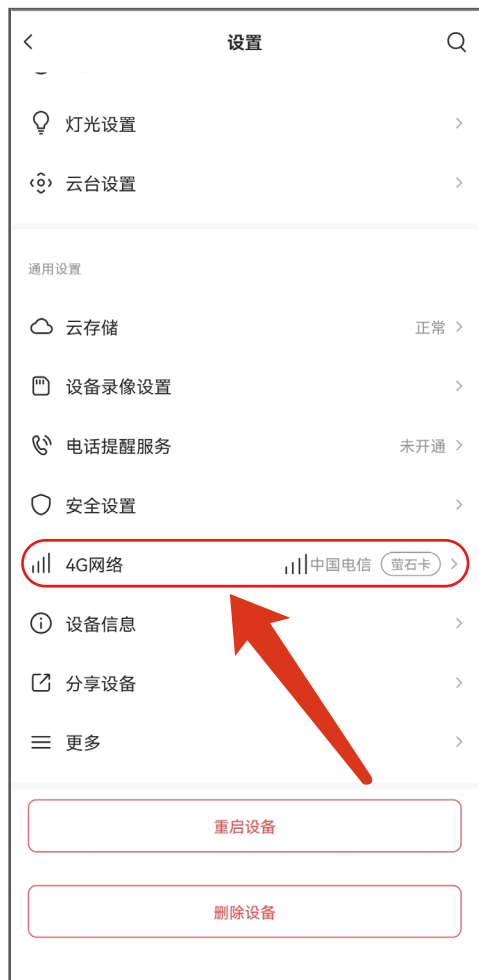 设置
灯光设置
云台设置
通用设置
云存储 正常
设备录像设置
电话提醒服务 未开通
安全设置
4G网络 中国电信 萤石卡
设备信息
分享设备
更多
重启设备
删除设备